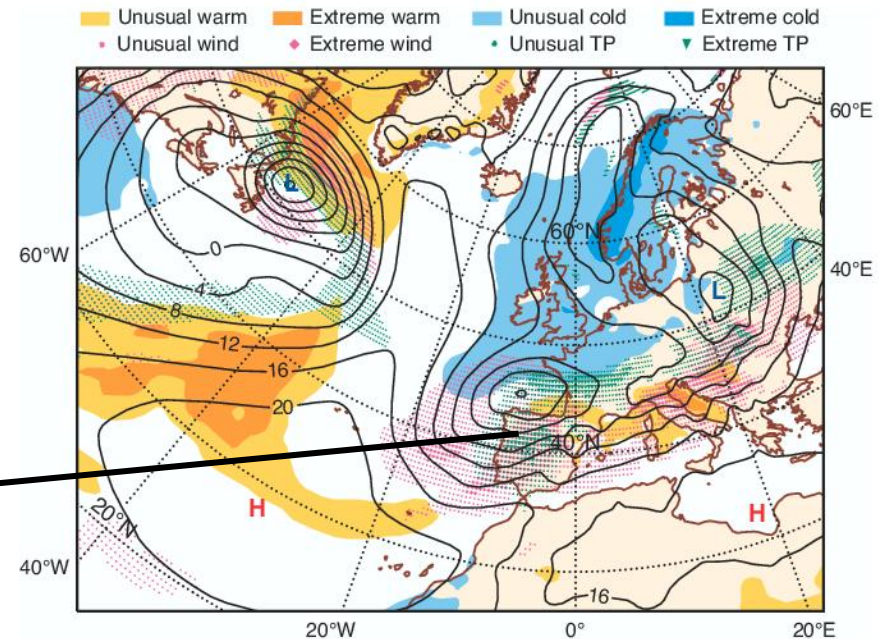 Unusual warm Extreme warm Unusual cold Extreme cold
Unusual wind Extreme wind Unusual TP Extreme TP
60°E
L
60°N
60°W
0
40°E
4
L
8
12
16
20
40°N
H
H
20°N
40°W
16
20°W 0° 20°E